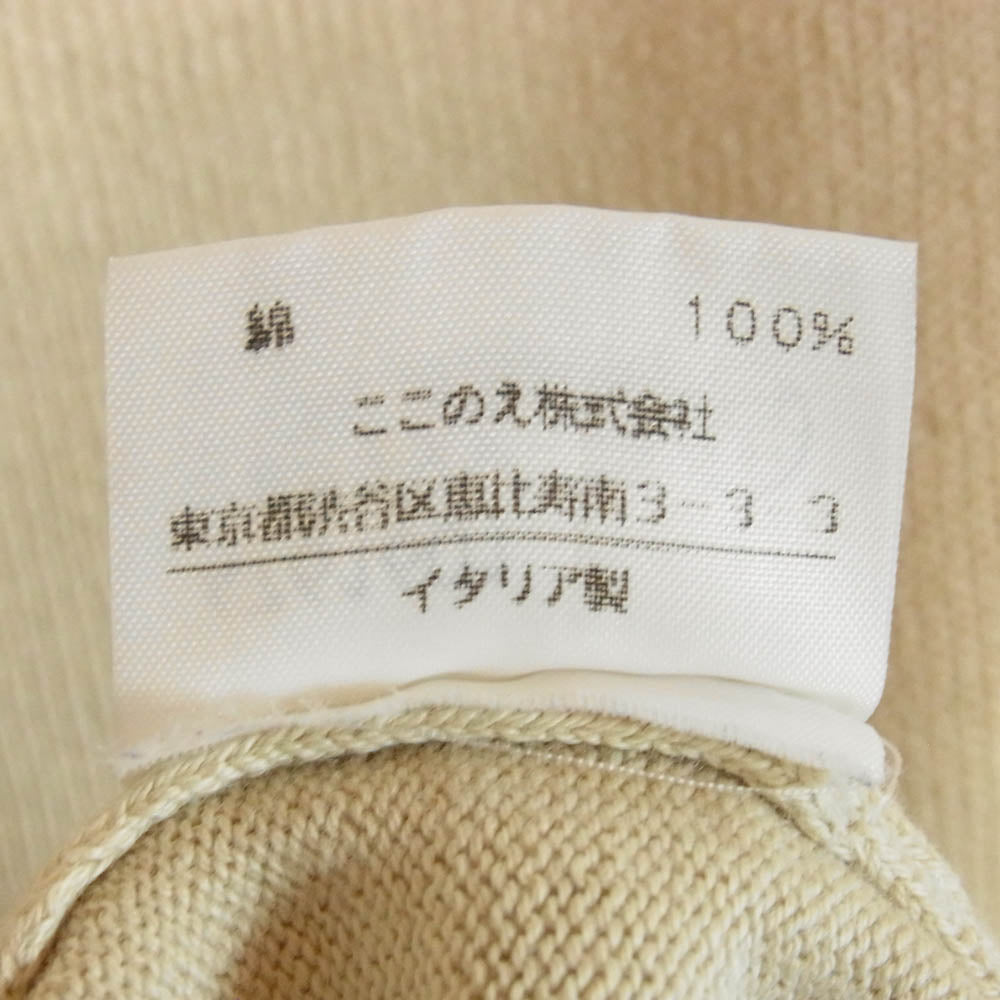 綿 100%
ここのえ株式会社
東京都渋谷区恵比寿南3-3 3
イタリア製